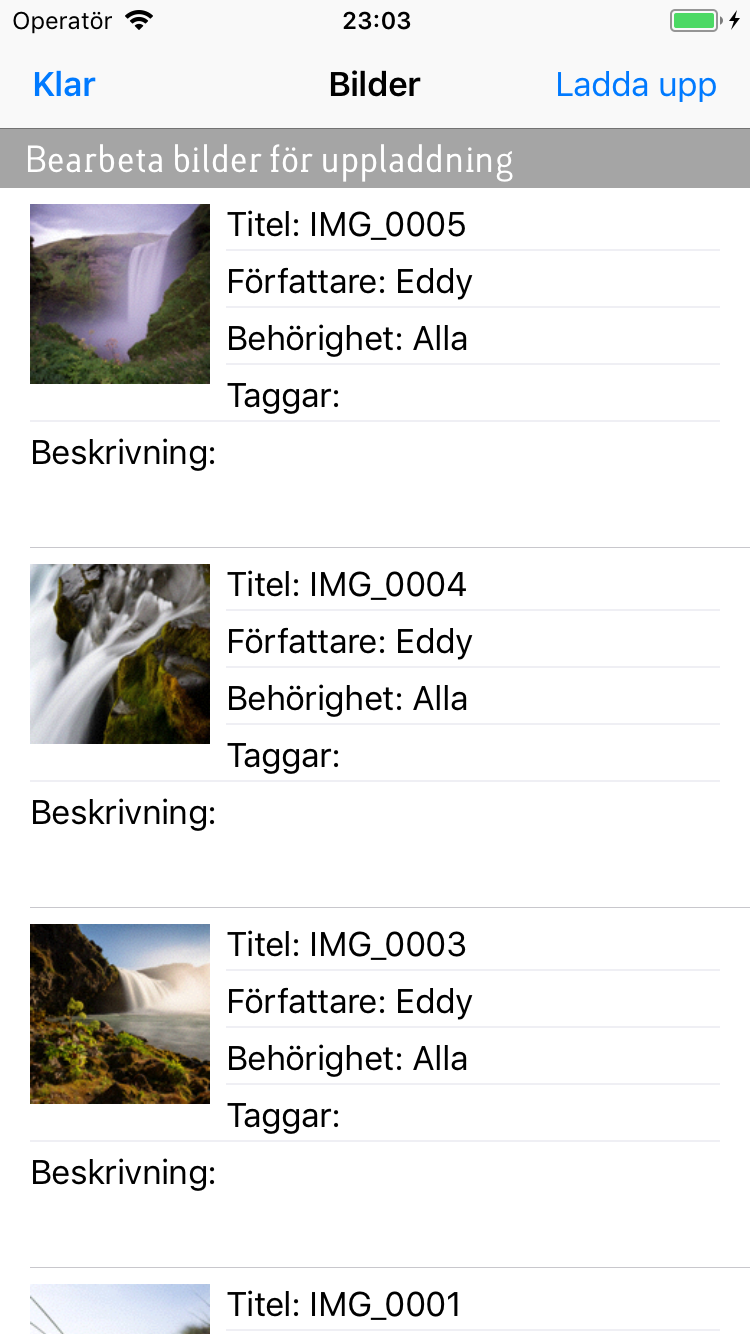 Operatör 23:03
Klar Bilder Ladda upp
Bearbeta bilder för uppladdning
Titel: IMG_0005
Författare: Eddy
Behörighet: Alla
Taggar:
Beskrivning:
Titel: IMG_0004
Författare: Eddy
Behörighet: Alla
Taggar:
Beskrivning:
Titel: IMG_0003
Författare: Eddy
Behörighet: Alla
Taggar:
Beskrivning:
Titel: IMG_0001